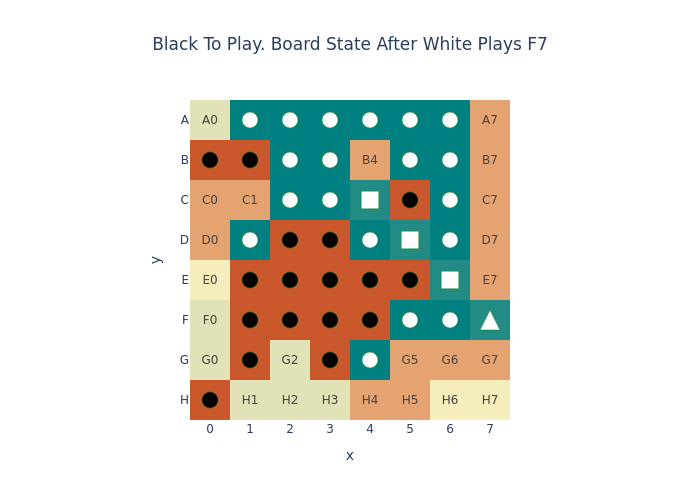 Black To Play. Board State After White Plays F7
A A0 A7
B B4 B7
C C0 C1 C7
D D0 D7
E E0 E7
F F0
G G0 G2 G5 G6 G7
H H1 H2 H3 H4 H5 H6 H7
0 1 2 3 4 5 6 7
x
y